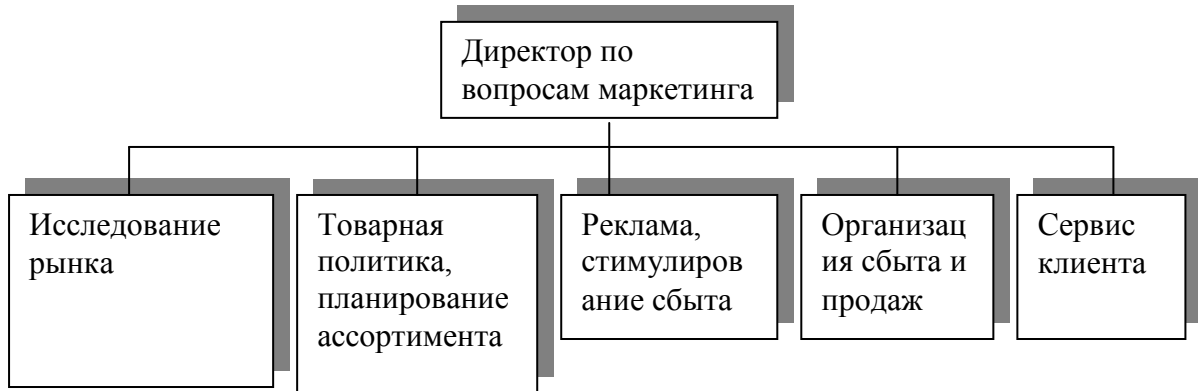 Директор по
вопросам маркетинга
Исследование
рынка
Товарная
политика,
планирование
ассортимента
Реклама,
стимулиров
ание сбыта
Организац
ия сбыта и
продаж
Сервис
клиента